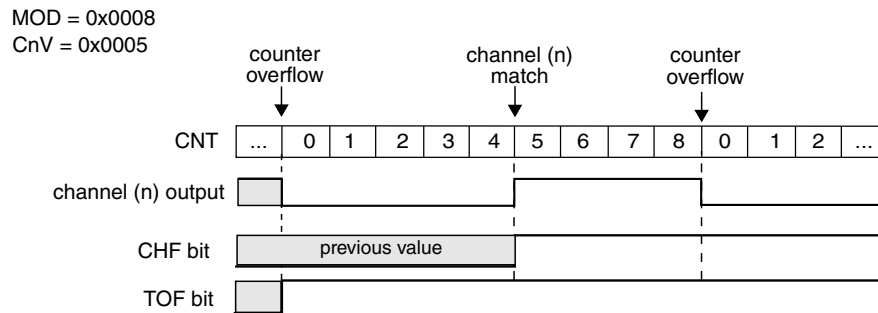 MOD = 0x0008
CnV = 0x0005
counter
overflow
channel (n)
match
counter
overflow
CNT ... 0 1 2 3 4 5 6 7 8 0 1 2 ...
channel (n) output
CHF bit previous value
TOF bit